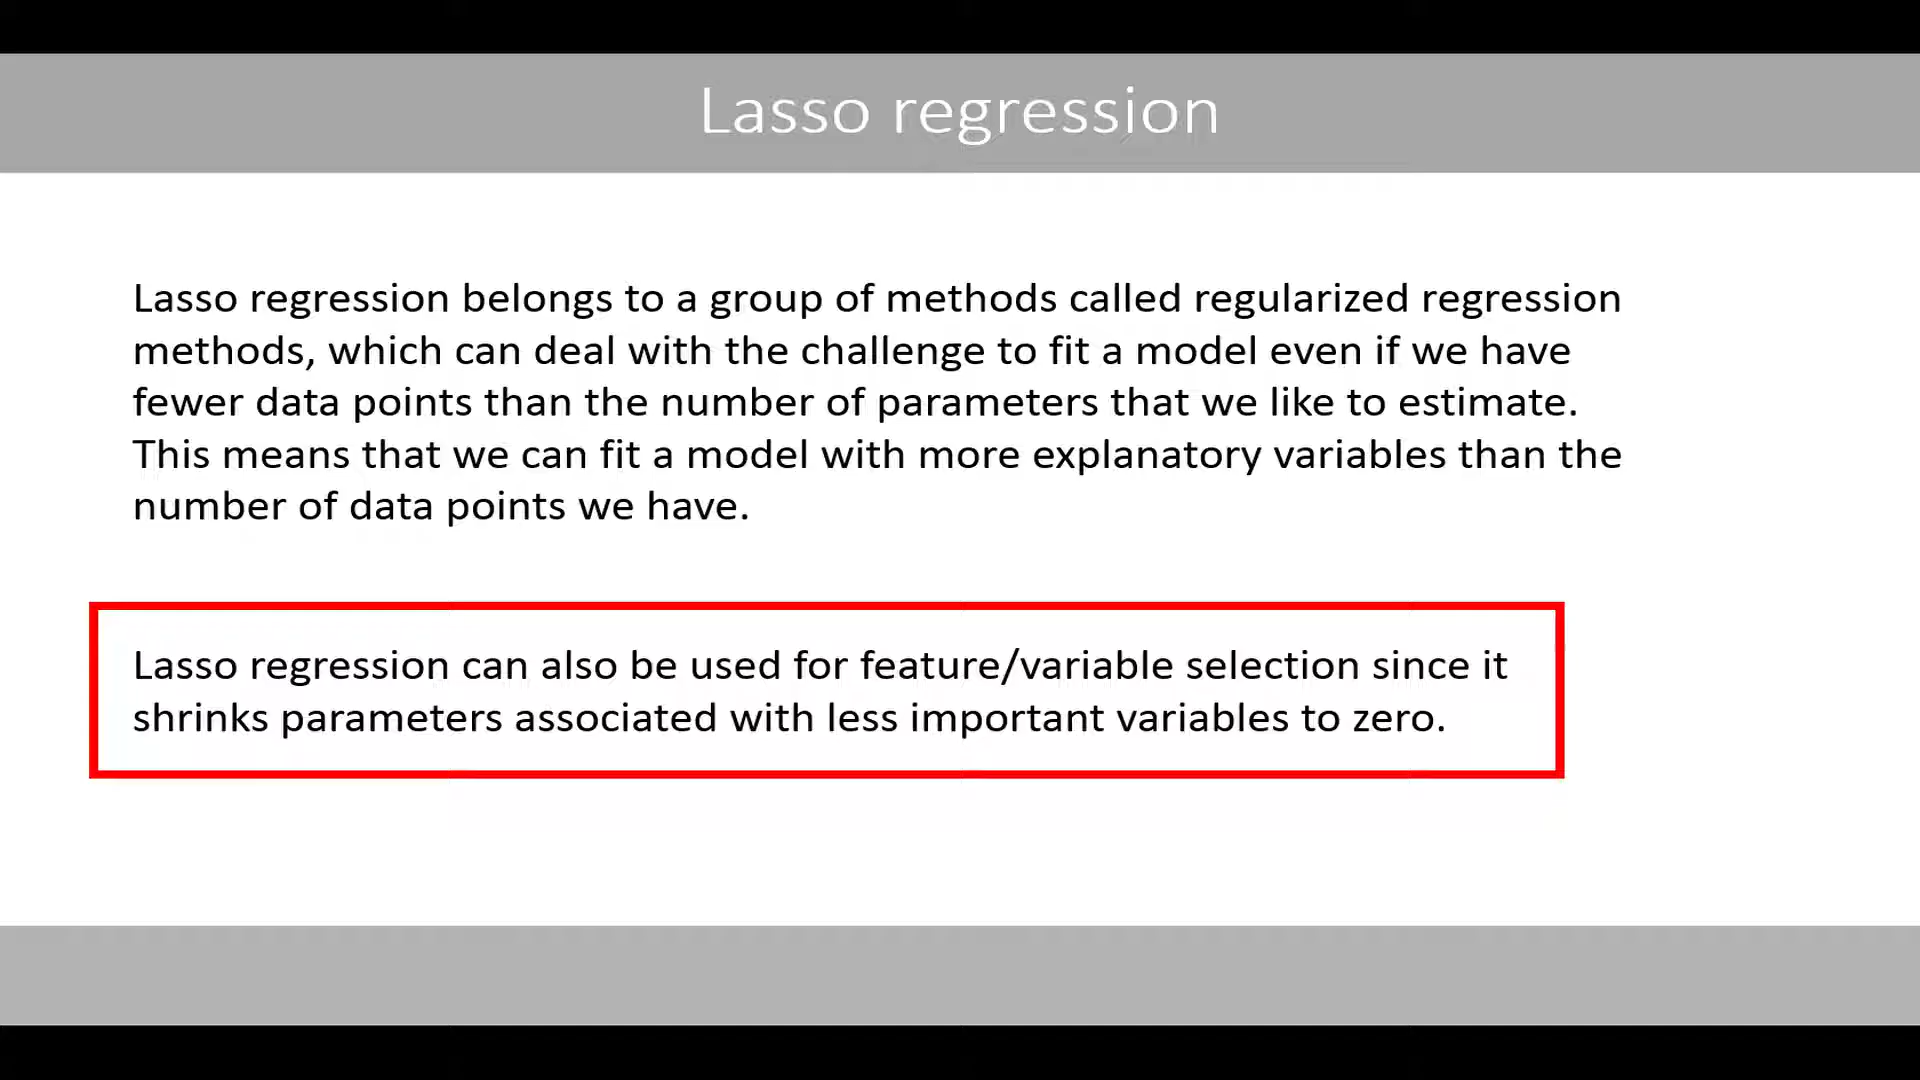 Lasso regression
Lasso regression belongs to a group of methods called regularized regression
methods, which can deal with the challenge to fit a model even if we have
fewer data points than the number of parameters that we like to estimate.
This means that we can fit a model with more explanatory variables than the
number of data points we have.
Lasso regression can also be used for feature/variable selection since it
shrinks parameters associated with less important variables to zero.